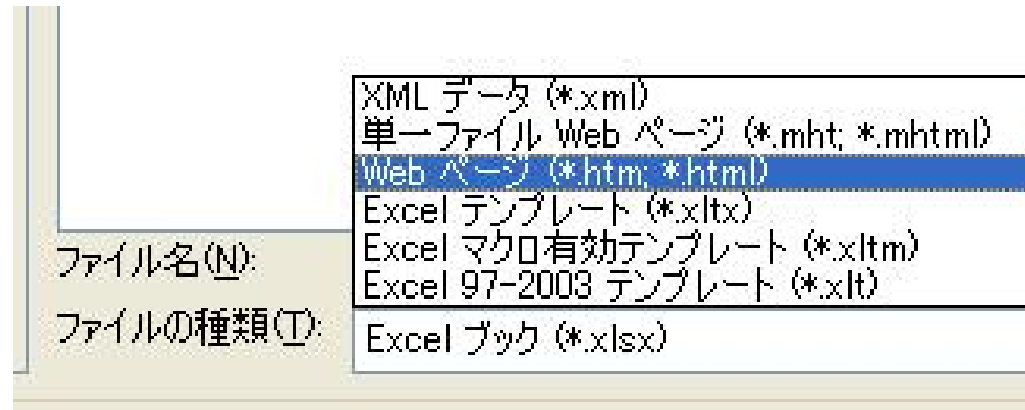 XML データ (*.xml)
単一ファイル Web ページ (*.mht; *.mhtml)
Web ページ (*.htm; *.html)
Excel テンプレート (*.xltx)
Excel マクロ有効テンプレート (*.xltm)
Excel 97-2003 テンプレート (*.xlt)
ファイル名(N):
ファイルの種類(T):
Excel ブック (*.xlsx)